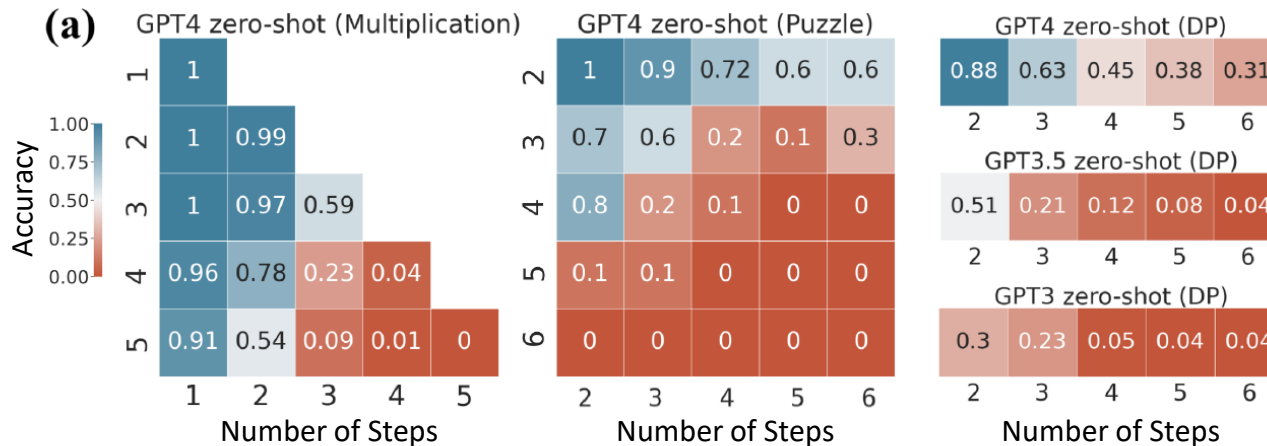 (a)
GPT4 zero-shot (Multiplication)
1
1
2
1 0.99
3
1 0.97 0.59
4
0.96 0.78 0.23 0.04
5
0.91 0.54 0.09 0.01 0
1 2 3 4 5
Number of Steps
Accuracy
1.00
0.75
0.50
0.25
0.00
GPT4 zero-shot (Puzzle)
2
1 0.9 0.72 0.6 0.6
3
0.7 0.6 0.2 0.1 0.3
4
0.8 0.2 0.1 0 0
5
0.1 0.1 0 0 0
6
0 0 0 0 0
2 3 4 5 6
Number of Steps
GPT4 zero-shot (DP)
0.88 0.63 0.45 0.38 0.31
2 3 4 5 6
GPT3.5 zero-shot (DP)
0.51 0.21 0.12 0.08 0.04
2 3 4 5 6
GPT3 zero-shot (DP)
0.3 0.23 0.05 0.04 0.04
2 3 4 5 6
Number of Steps